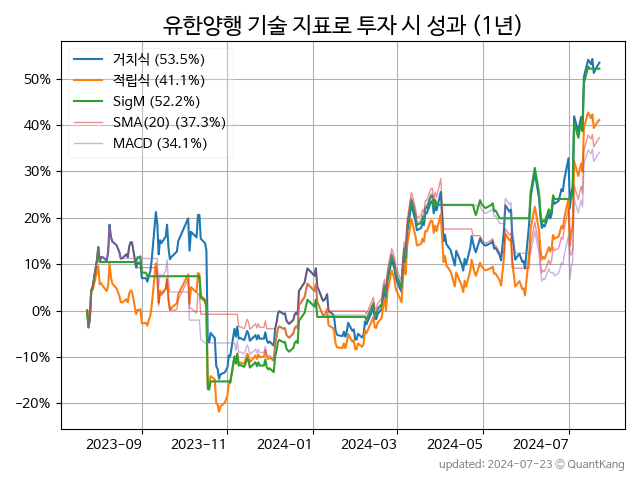 유한양행 기술 지표로 투자 시 성과 (1년)
거치식 (53.5%)
적립식 (41.1%)
SigM (52.2%)
SMA(20) (37.3%)
MACD (34.1%)
50%
40%
30%
20%
10%
0%
−10%
−20%
2023-09 2023-11 2024-01 2024-03 2024-05 2024-07
updated: 2024-07-23 © QuantKang